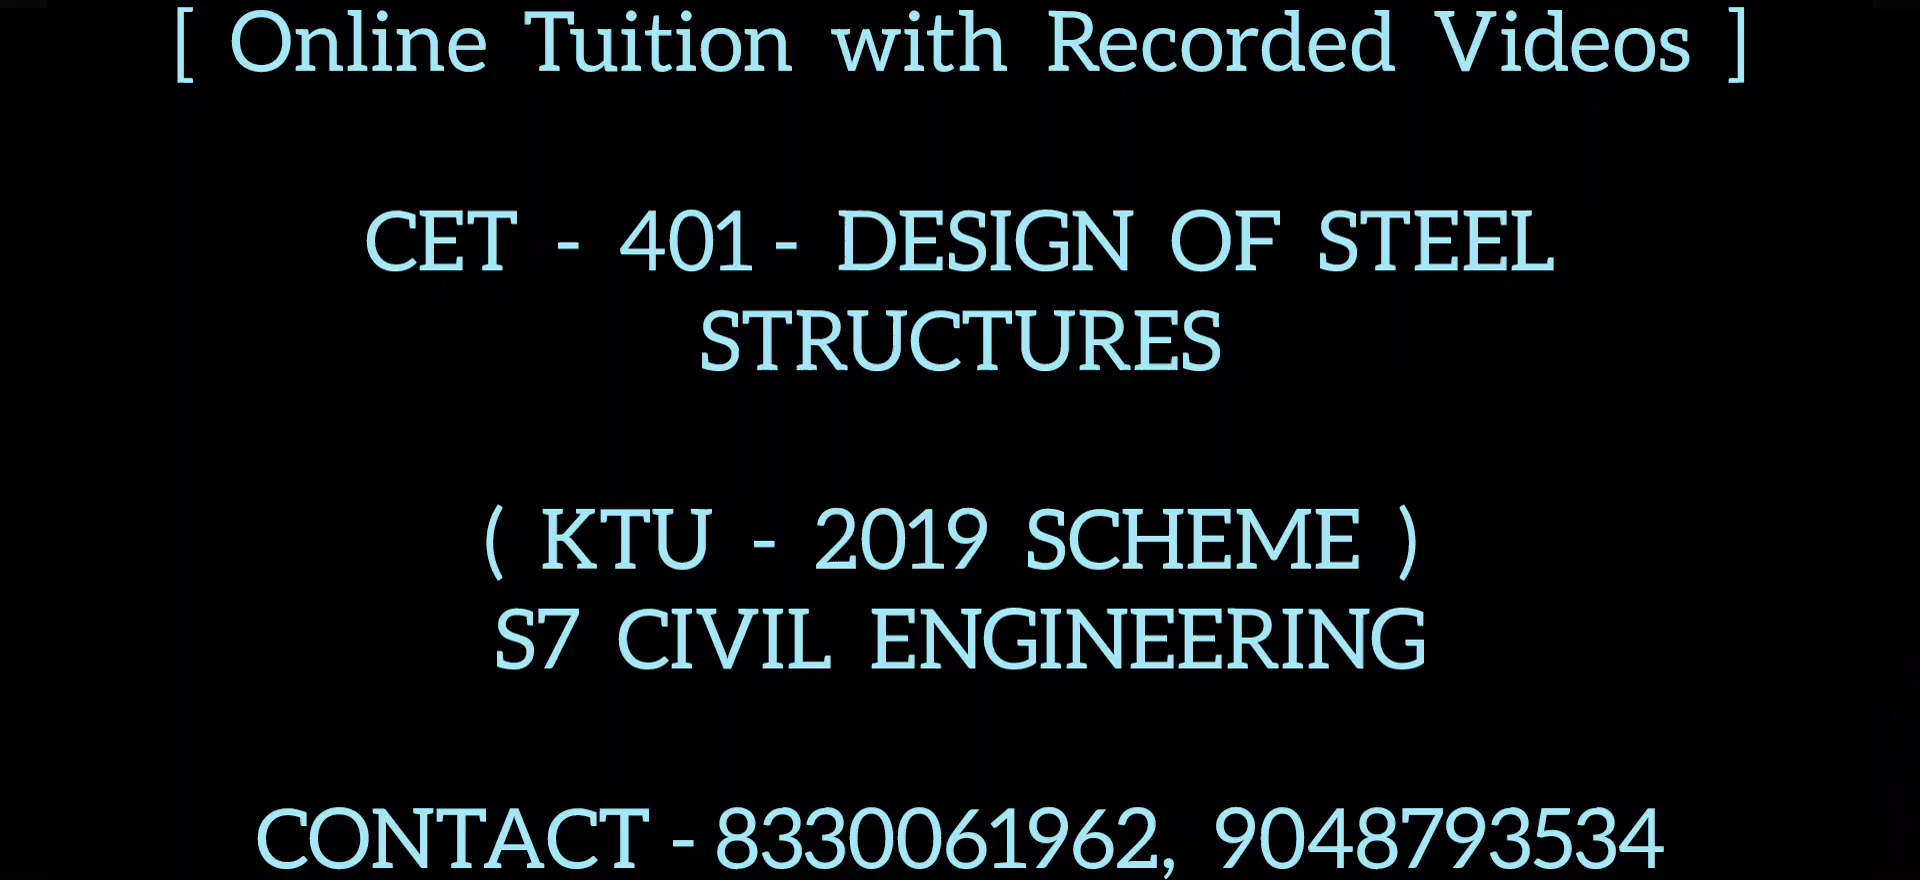 [ Online Tuition with Recorded Videos ]
CET - 401 - DESIGN OF STEEL
STRUCTURES
( KTU - 2019 SCHEME )
S7 CIVIL ENGINEERING
CONTACT - 8330061962, 9048793534